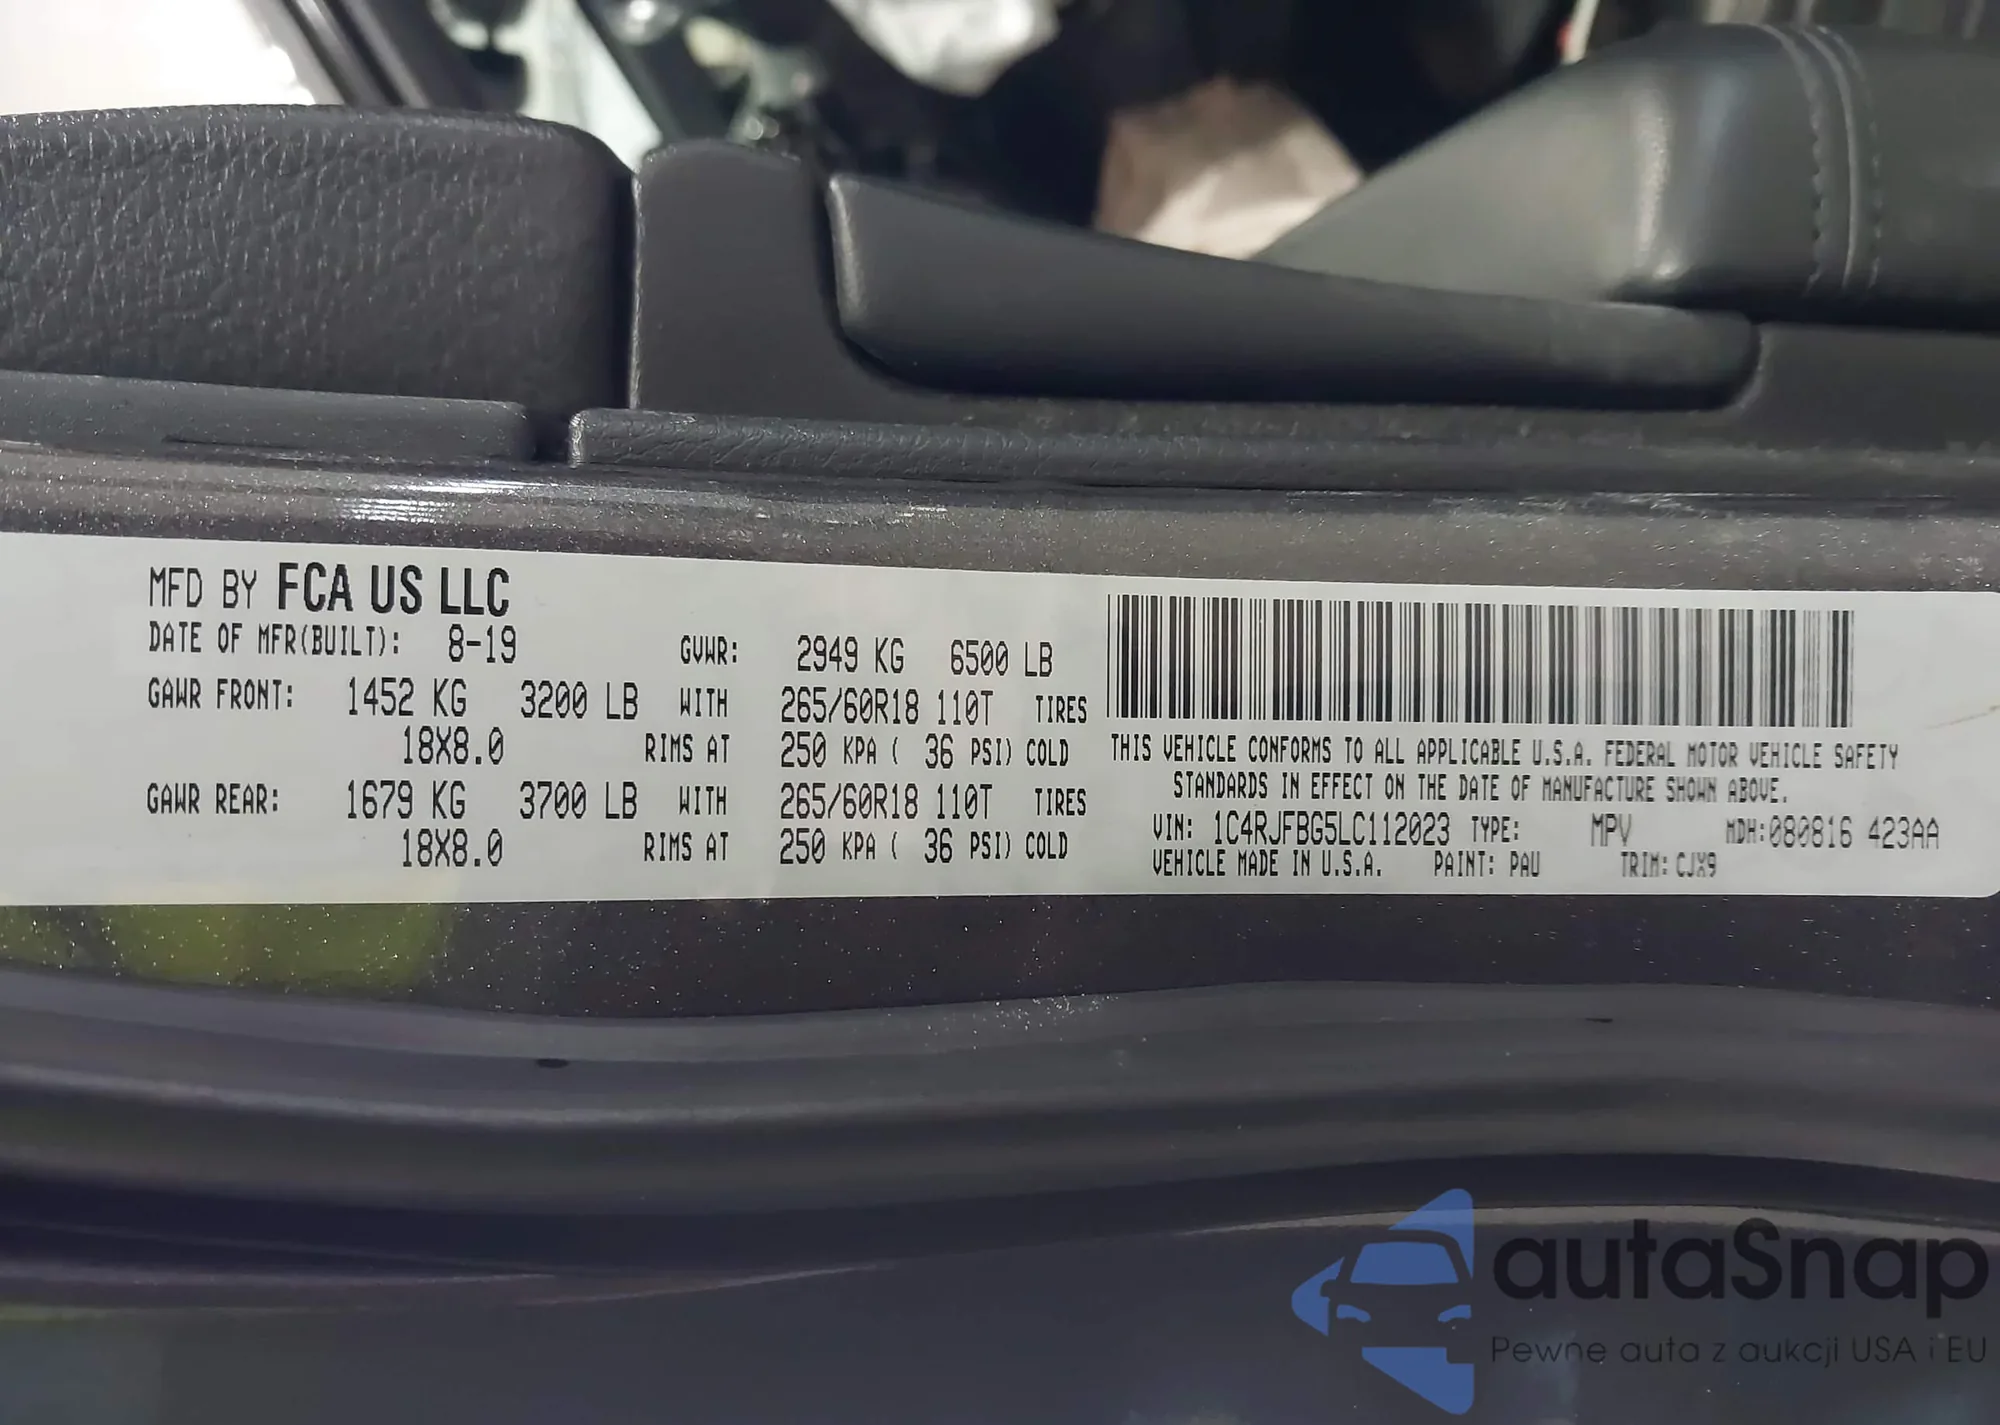 MFD BY FCA US LLC
DATE OF MFR(BUILT): 8-19 GVWR: 2949 KG 6500 LB
GAWR FRONT: 1452 KG 3200 LB WITH 265/60R18 110T TIRES
18X8.0 RIMS AT 250 KPA ( 36 PSI) COLD
GAWR REAR: 1679 KG 3700 LB WITH 265/60R18 110T TIRES
18X8.0 RIMS AT 250 KPA ( 36 PSI) COLD
THIS VEHICLE CONFORMS TO ALL APPLICABLE U.S.A. FEDERAL MOTOR VEHICLE SAFETY
STANDARDS IN EFFECT ON THE DATE OF MANUFACTURE SHOWN ABOVE.
VIN: 1C4RJFBG5LC112023 TYPE: MPV MDH:080816 423AA
VEHICLE MADE IN U.S.A. PAINT: PAU TRIM: CJX9
autaSnap
Pewne auta z aukcji USA i EU